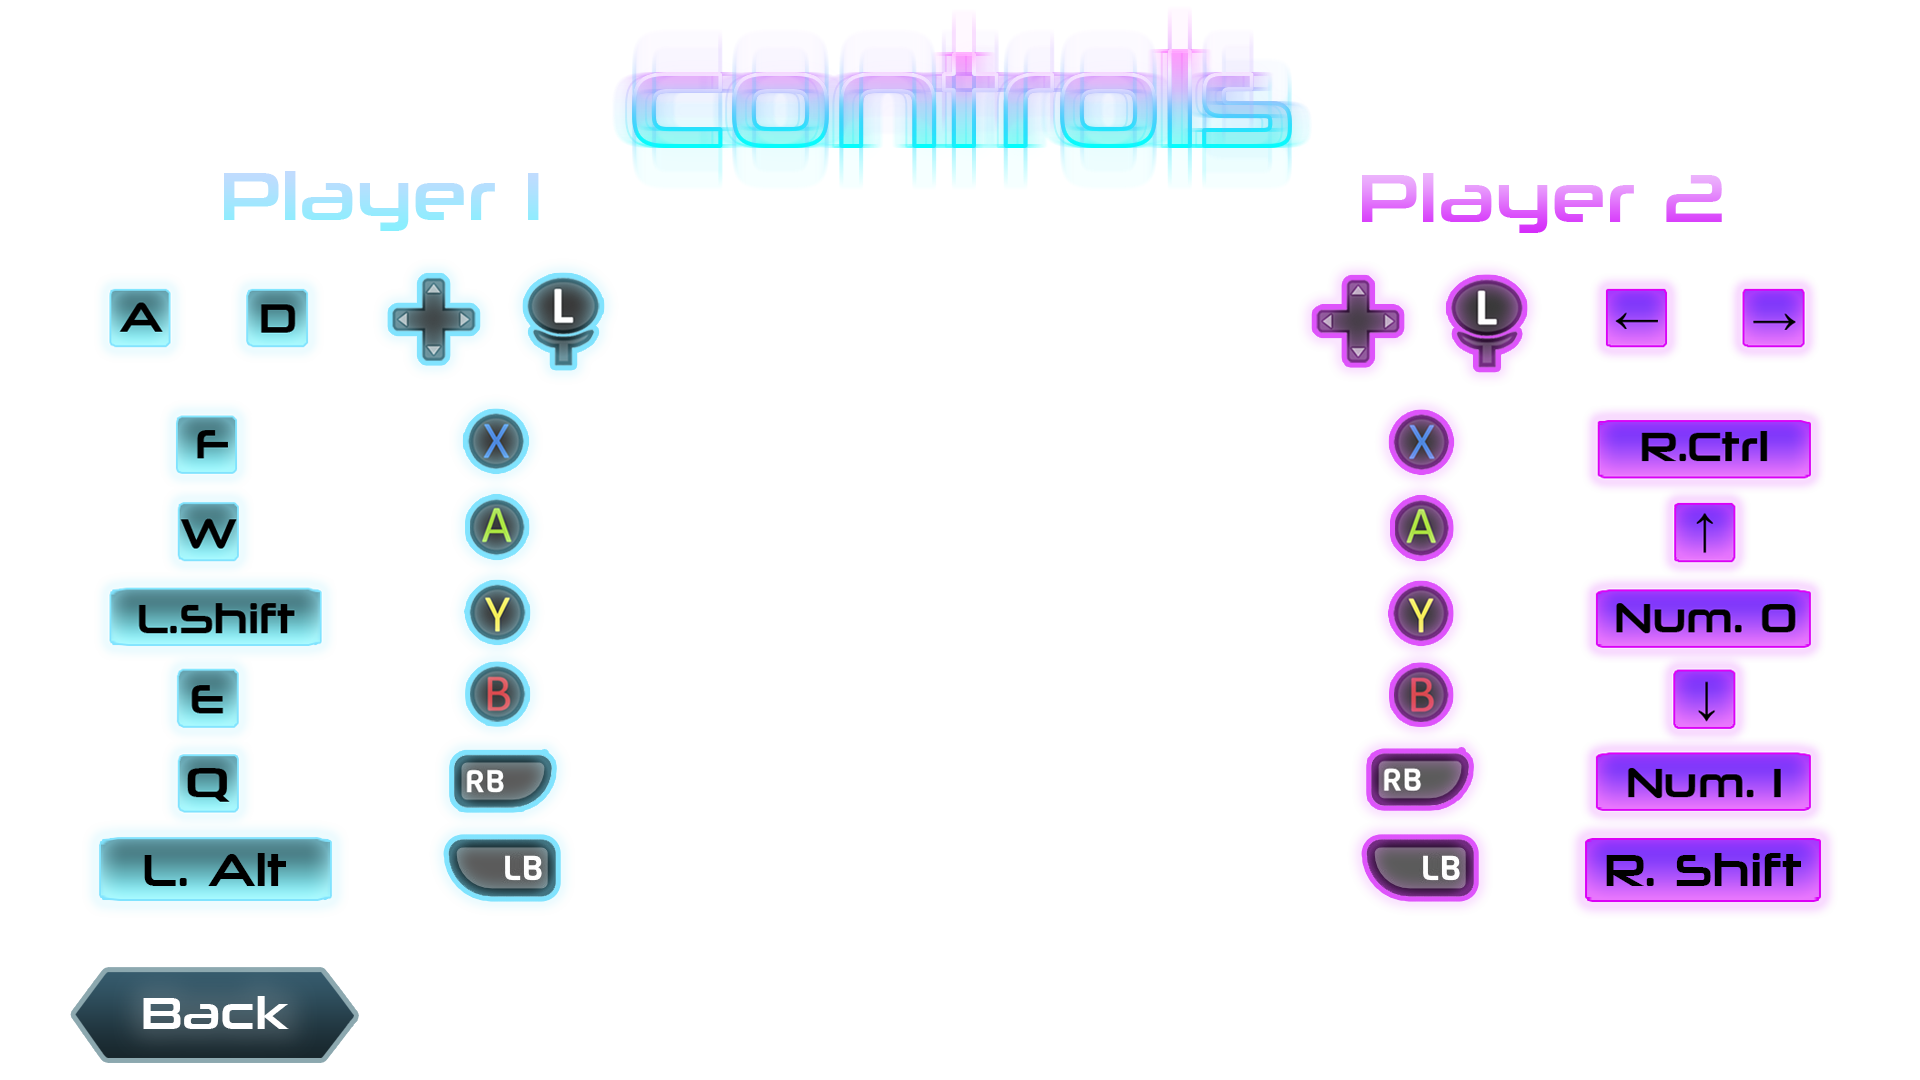 controls
Player 1 Player 2
A D L L ← →
F X X R.Ctrl
W A A ↑
L.Shift Y Y Num. 0
E B B ↓
Q RB RB Num. 1
L. Alt LB LB R. Shift
Back